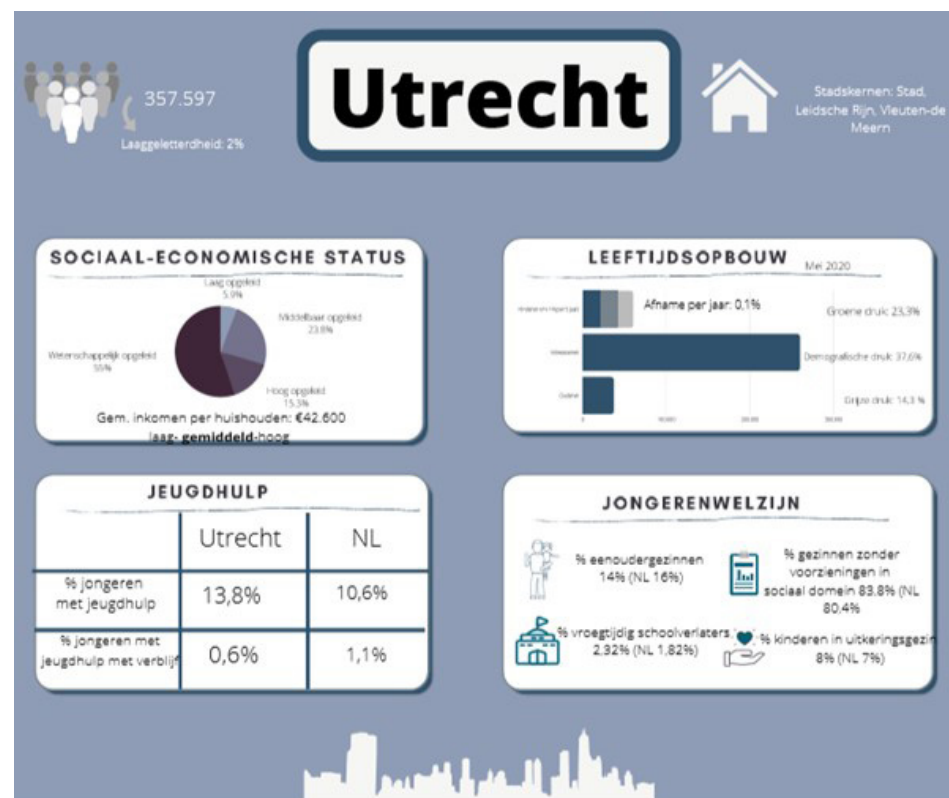 Utrecht
357.597
Laaggeletterdheid: 2%
Stadskernen: Stad,
Leidsche Rijn, Vleuten-de
Meern
SOCIAAL-ECONOMISCHE STATUS
Laag opgeleid
5.9%
Middelbaar opgeleid
23.8%
Wetenschappelijk opgeleid
55%
Hoog opgeleid
15.3%
Gem. inkomen per huishouden: €42.600
laag- gemiddeld-hoog
LEEFTIJDSOPBOUW
Mei 2020
Afname per jaar: 0,1%
Groene druk: 23,3%
Volwassenen
Demografische druk: 37,6%
Ouderen
Grijze druk: 14,3 %
0
JEUGDHULP
Utrecht
NL
% jongeren
met jeugdhulp
13,8%
10,6%
% jongeren met
jeugdhulp met verblijf
0,6%
1,1%
JONGERENWELZIJN
% eenoudergezinnen
14% (NL 16%)
% gezinnen zonder
voorzieningen in
sociaal domein 83.8% (NL
80,4%
% vroegtijdig schoolverlaters
2,32% (NL 1,82%)
% kinderen in uitkeringsgezin
8% (NL 7%)